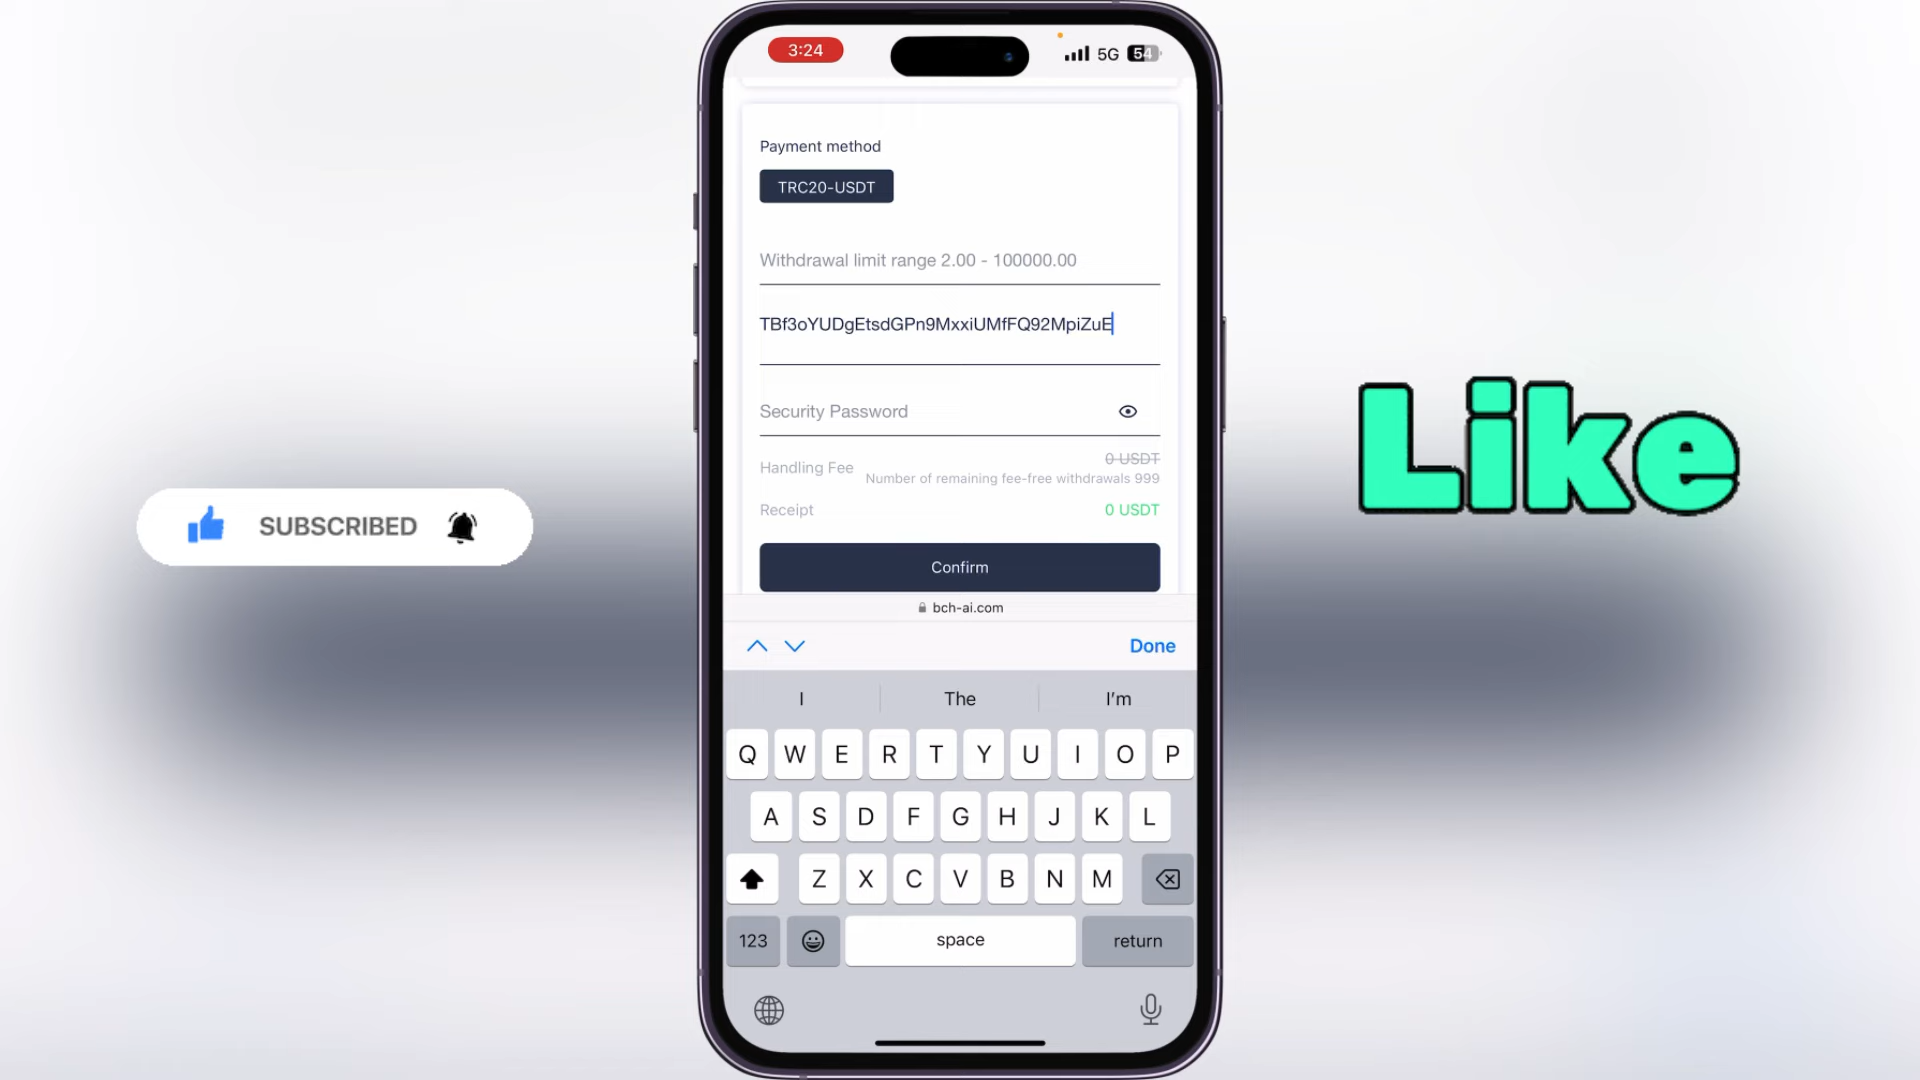 3:24
5G 54
Payment method
TRC20-USDT
Withdrawal limit range 2.00 - 100000.00
TBf3oYUDgEtsdGPn9MxxiUMfFQ92MpiZuE
Security Password
0 USDT
Handling Fee
Number of remaining fee-free withdrawals 999
Receipt
0 USDT
Confirm
bch-ai.com
Done
I The I'm
Q W E R T Y U I O P
A S D F G H J K L
Z X C V B N M
123 space return
SUBSCRIBED
Like